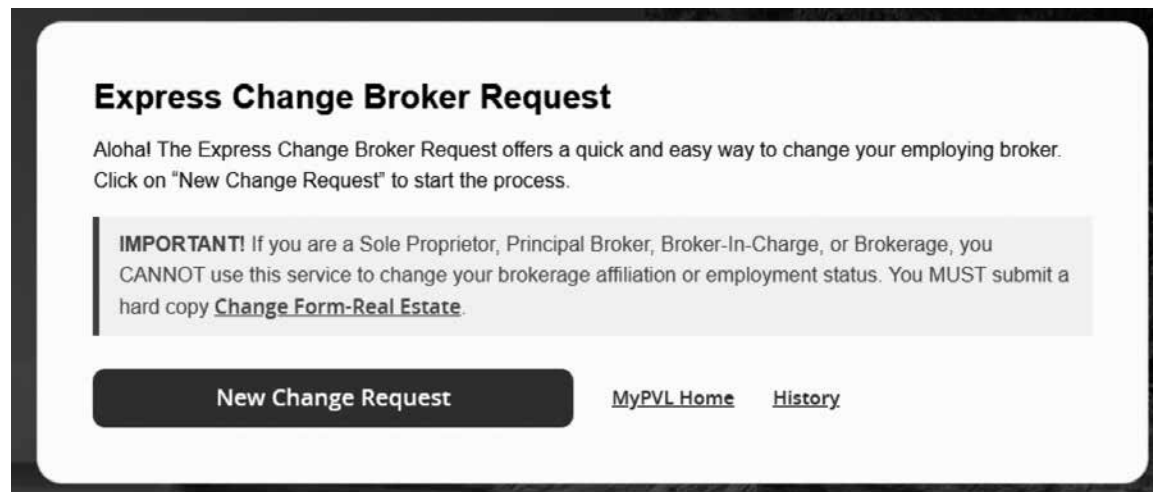 Express Change Broker Request
Aloha! The Express Change Broker Request offers a quick and easy way to change your employing broker.
Click on “New Change Request” to start the process.
IMPORTANT! If you are a Sole Proprietor, Principal Broker, Broker-In-Charge, or Brokerage, you
CANNOT use this service to change your brokerage affiliation or employment status. You MUST submit a
hard copy Change Form-Real Estate.
New Change Request MyPVL Home History